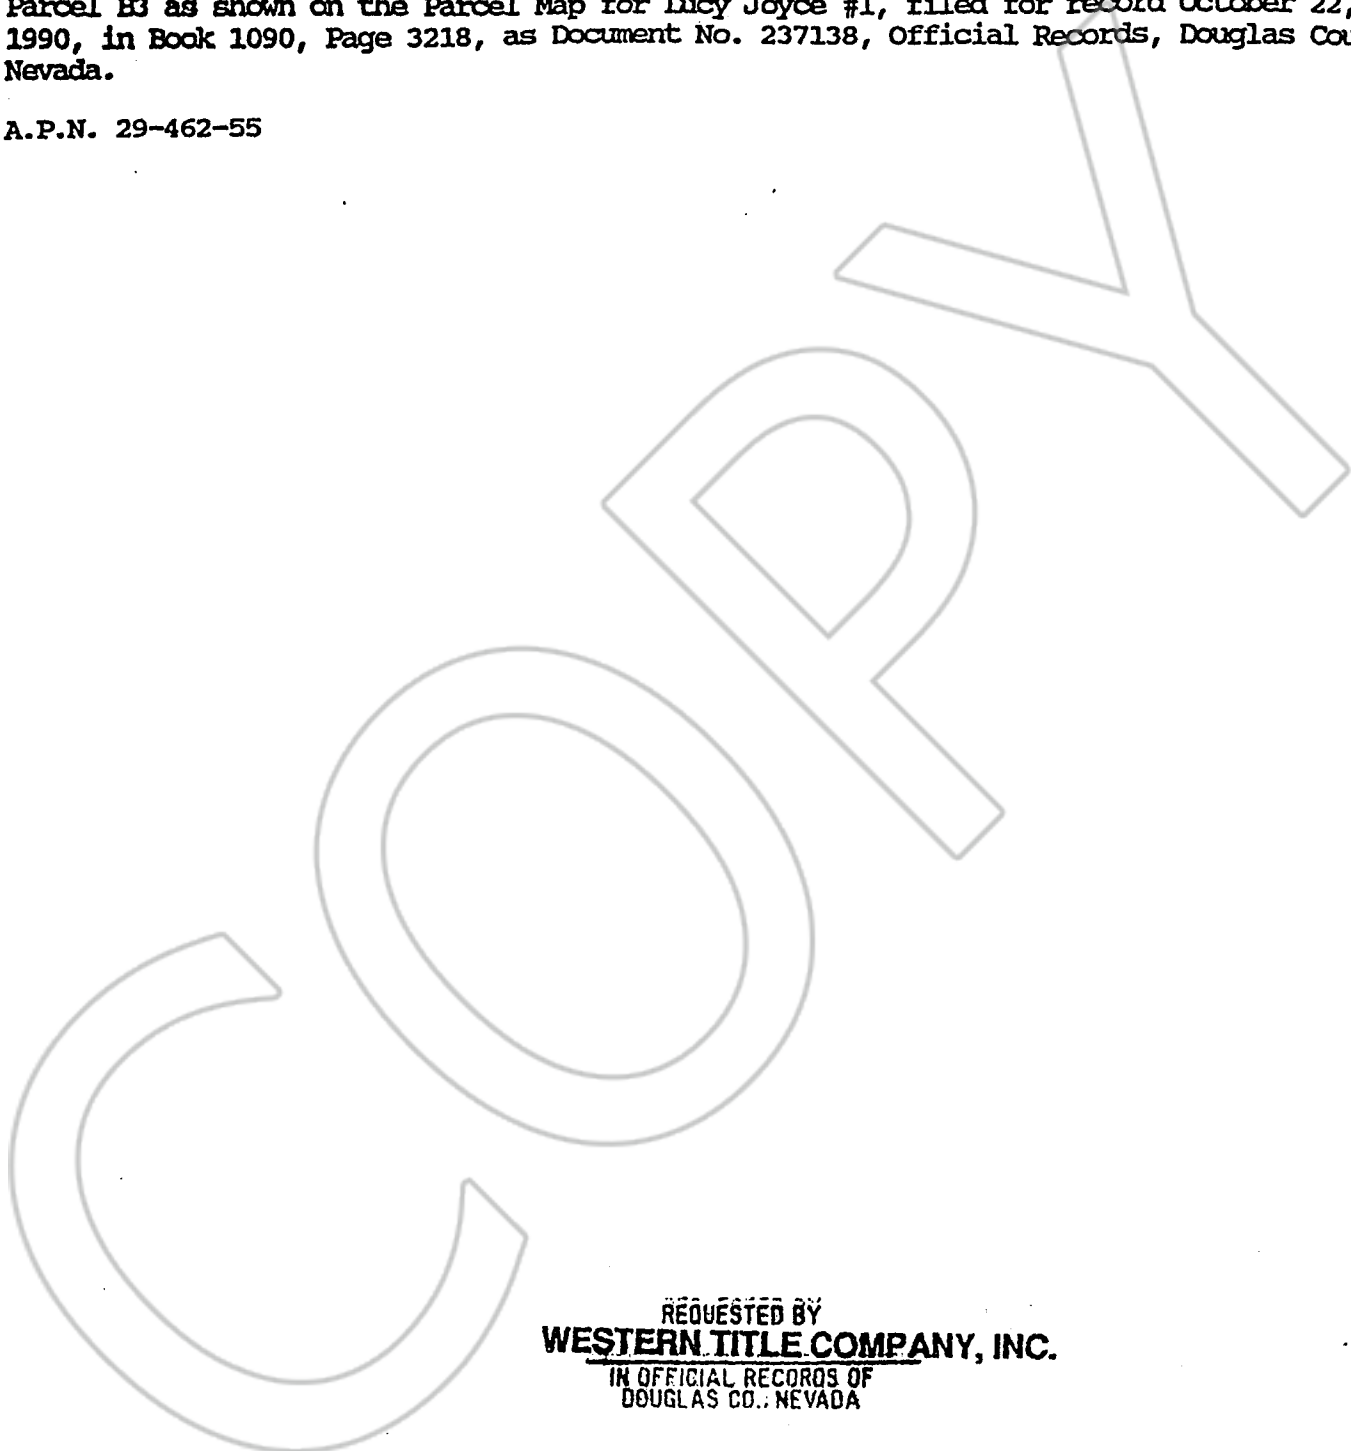 Parcel B3 as shown on the Parcel Map for Lucy Joyce #1, filed for record October 22,
1990, in Book 1090, Page 3218, as Document No. 237138, Official Records, Douglas Cou
Nevada.
A.P.N. 29-462-55
COPY
REQUESTED BY
WESTERN TITLE COMPANY, INC.
IN OFFICIAL RECORDS OF
DOUGLAS CO., NEVADA